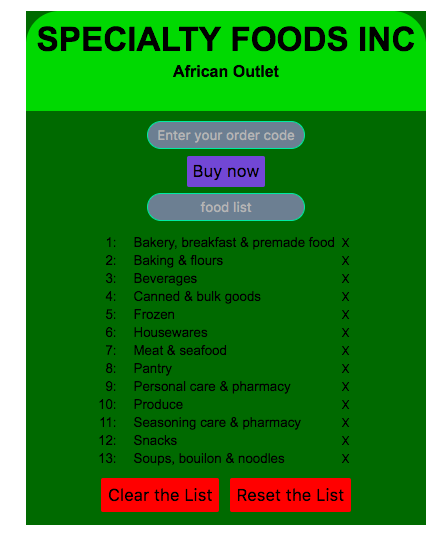 SPECIALTY FOODS INC
African Outlet
Enter your order code
Buy now
food list
1: Bakery, breakfast & premade food X
2: Baking & flours X
3: Beverages X
4: Canned & bulk goods X
5: Frozen X
6: Housewares X
7: Meat & seafood X
8: Pantry X
9: Personal care & pharmacy X
10: Produce X
11: Seasoning care & pharmacy X
12: Snacks X
13: Soups, bouilon & noodles X
Clear the List Reset the List